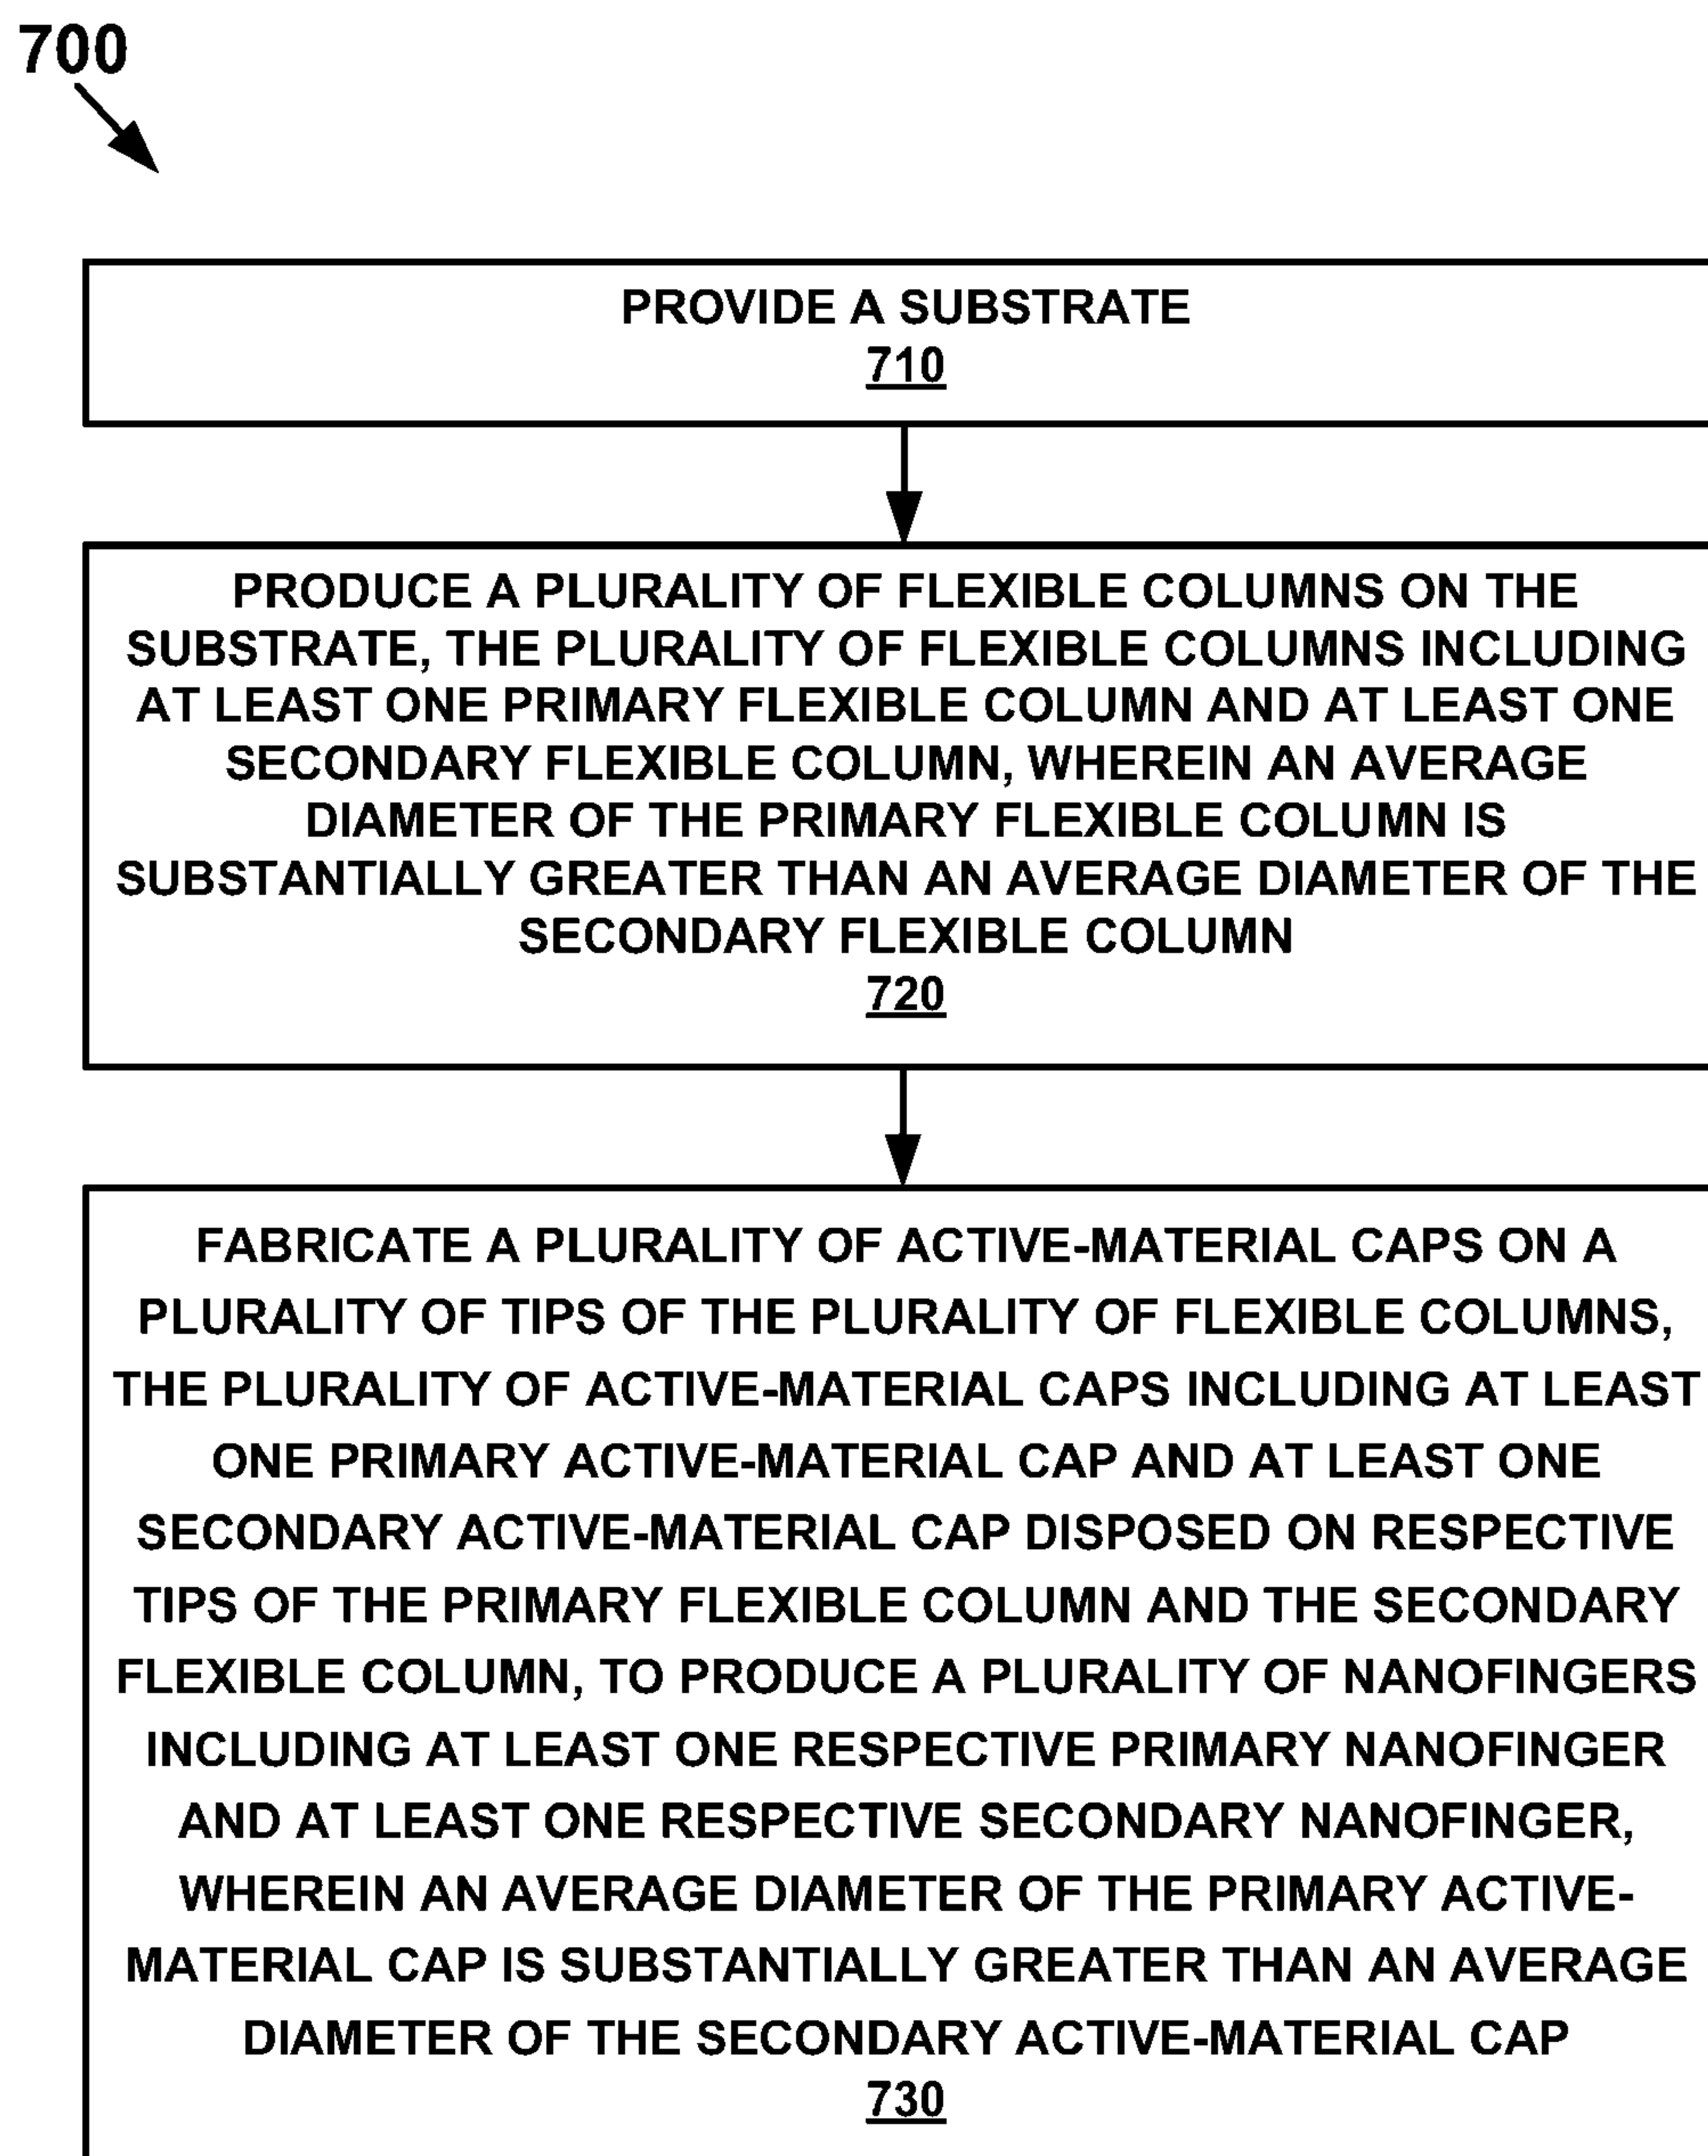 700
PROVIDE A SUBSTRATE
710
PRODUCE A PLURALITY OF FLEXIBLE COLUMNS ON THE
SUBSTRATE, THE PLURALITY OF FLEXIBLE COLUMNS INCLUDING
AT LEAST ONE PRIMARY FLEXIBLE COLUMN AND AT LEAST ONE
SECONDARY FLEXIBLE COLUMN, WHEREIN AN AVERAGE
DIAMETER OF THE PRIMARY FLEXIBLE COLUMN IS
SUBSTANTIALLY GREATER THAN AN AVERAGE DIAMETER OF THE
SECONDARY FLEXIBLE COLUMN
720
FABRICATE A PLURALITY OF ACTIVE-MATERIAL CAPS ON A
PLURALITY OF TIPS OF THE PLURALITY OF FLEXIBLE COLUMNS,
THE PLURALITY OF ACTIVE-MATERIAL CAPS INCLUDING AT LEAST
ONE PRIMARY ACTIVE-MATERIAL CAP AND AT LEAST ONE
SECONDARY ACTIVE-MATERIAL CAP DISPOSED ON RESPECTIVE
TIPS OF THE PRIMARY FLEXIBLE COLUMN AND THE SECONDARY
FLEXIBLE COLUMN, TO PRODUCE A PLURALITY OF NANOFINGERS
INCLUDING AT LEAST ONE RESPECTIVE PRIMARY NANOFINGER
AND AT LEAST ONE RESPECTIVE SECONDARY NANOFINGER,
WHEREIN AN AVERAGE DIAMETER OF THE PRIMARY ACTIVE-
MATERIAL CAP IS SUBSTANTIALLY GREATER THAN AN AVERAGE
DIAMETER OF THE SECONDARY ACTIVE-MATERIAL CAP
730